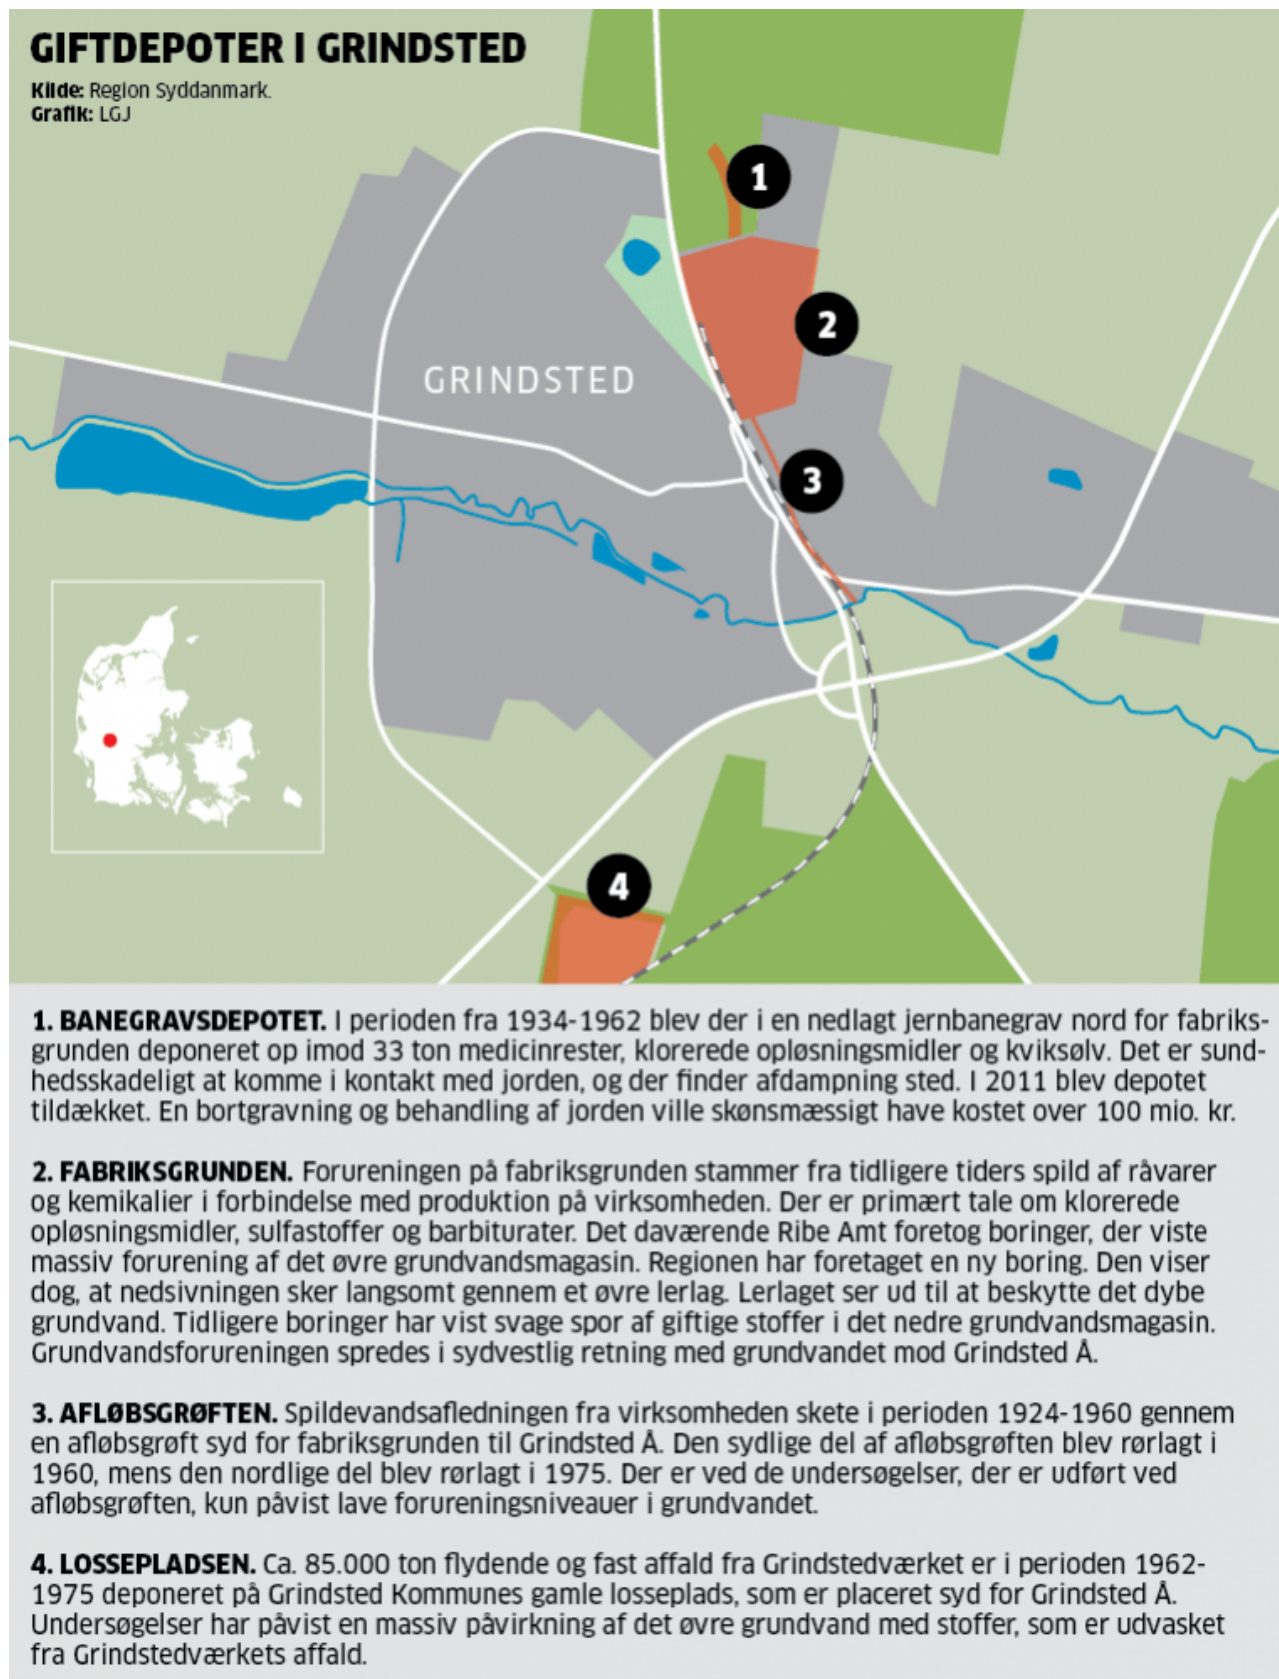 GIFTDEPOTER I GRINDSTED
Kilde: Region Syddanmark.
Grafik: LGJ
1
2
GRINDSTED
3
4
1. BANEGRAVSDEPOTET. I perioden fra 1934-1962 blev der i en nedlagt jernbanegrav nord for fabriks-
grunden deponeret op imod 33 ton medicinrester, klorerede opløsningsmidler og kviksølv. Det er sund-
hedsskadeligt at komme i kontakt med jorden, og der finder afdampning sted. I 2011 blev depotet
tildækket. En bortgravning og behandling af jorden ville skønsmæssigt have kostet over 100 mio. kr.
2. FABRIKSGRUNDEN. Forureningen på fabriksgrunden stammer fra tidligere tiders spild af råvarer
og kemikalier i forbindelse med produktion på virksomheden. Der er primært tale om klorerede
opløsningsmidler, sulfastoffer og barbiturater. Det daværende Ribe Amt foretog boringer, der viste
massiv forurening af det øvre grundvandsmagasin. Regionen har foretaget en ny boring. Den viser
dog, at nedsivningen sker langsomt gennem et øvre lerlag. Lerlaget ser ud til at beskytte det dybe
grundvand. Tidligere boringer har vist svage spor af giftige stoffer i det nedre grundvandsmagasin.
Grundvandsforureningen spredes i sydvestlig retning med grundvandet mod Grindsted Å.
3. AFLØBSGRØFTEN. Spildevandsafledningen fra virksomheden skete i perioden 1924-1960 gennem
en afløbsgrøft syd for fabriksgrunden til Grindsted Å. Den sydlige del af afløbsgrøften blev rørlagt i
1960, mens den nordlige del blev rørlagt i 1975. Der er ved de undersøgelser, der er udført ved
afløbsgrøften, kun påvist lave forureningsniveauer i grundvandet.
4. LOSSEPLADSEN. Ca. 85.000 ton flydende og fast affald fra Grindstedværket er i perioden 1962-
1975 deponeret på Grindsted Kommunes gamle losseplads, som er placeret syd for Grindsted Å.
Undersøgelser har påvist en massiv påvirkning af det øvre grundvand med stoffer, som er udvasket
fra Grindstedværkets affald.